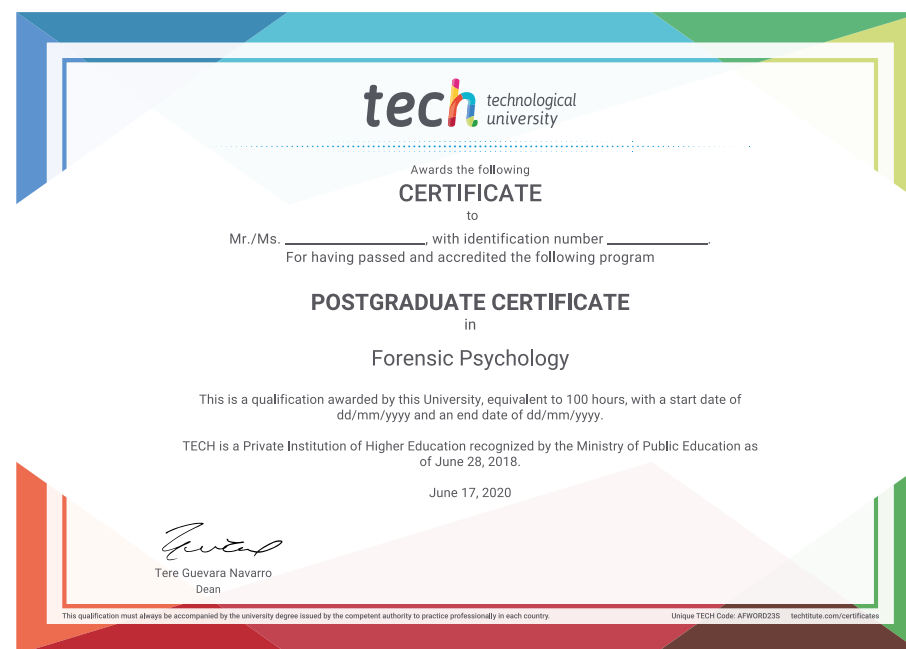 tech technological
university
Awards the following
CERTIFICATE
to
Mr./Ms. ____________________, with identification number ______________.
For having passed and accredited the following program
POSTGRADUATE CERTIFICATE
in
Forensic Psychology
This is a qualification awarded by this University, equivalent to 100 hours, with a start date of
dd/mm/yyyy and an end date of dd/mm/yyyy.
TECH is a Private Institution of Higher Education recognized by the Ministry of Public Education as
of June 28, 2018.
June 17, 2020
Tere Guevara Navarro
Dean
This qualification must always be accompanied by the university degree issued by the competent authority to practice professionally in each country.
Unique TECH Code: AFWORD23S techtitute.com/certificates